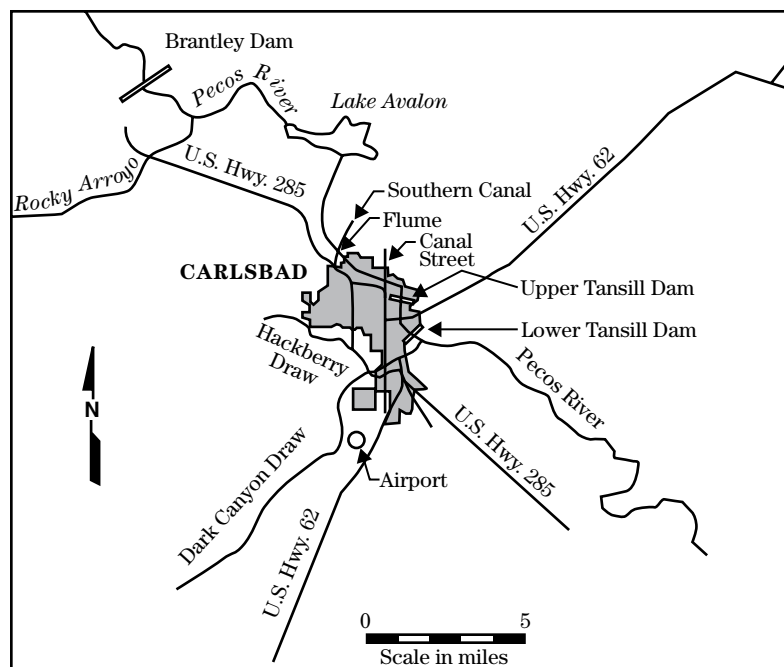 Brantley Dam
Pecos River
Lake Avalon
Rocky Arroyo
U.S. Hwy. 285
U.S. Hwy. 62
Southern Canal
Flume
Canal
Street
CARLSBAD
Upper Tansill Dam
Lower Tansill Dam
Hackberry
Draw
Pecos River
N
U.S. Hwy. 285
Airport
Dark Canyon Draw
U.S. Hwy. 62
0 5
Scale in miles